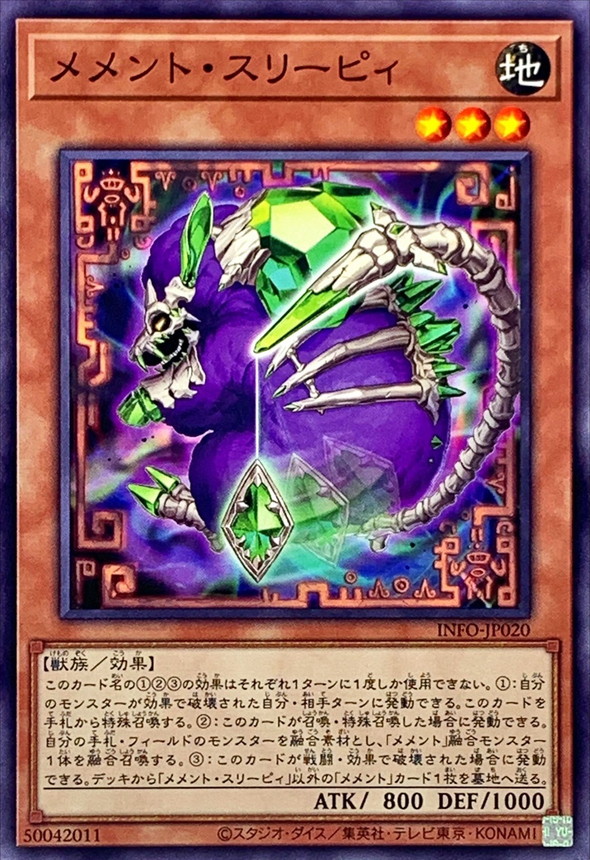 メメント・スリーピィ
地
INFO-JP020
【獣族／効果】
このカード名の①②③の効果はそれぞれ１ターンに１度しか使用できない。①：自分
のモンスターが効果で破壊された自分・相手ターンに発動できる。このカードを
手札から特殊召喚する。②：このカードが召喚・特殊召喚した場合に発動できる。
自分の手札・フィールドのモンスターを融合素材とし、「メメント」融合モンスター
１体を融合召喚する。③：このカードが戦闘・効果で破壊された場合に発動
できる。デッキから「メメント・スリーピィ」以外の「メメント」カード１枚を墓地へ送る。
ATK/ 800 DEF/1000
50042011 ©スタジオ・ダイス／集英社・テレビ東京・KONAMI